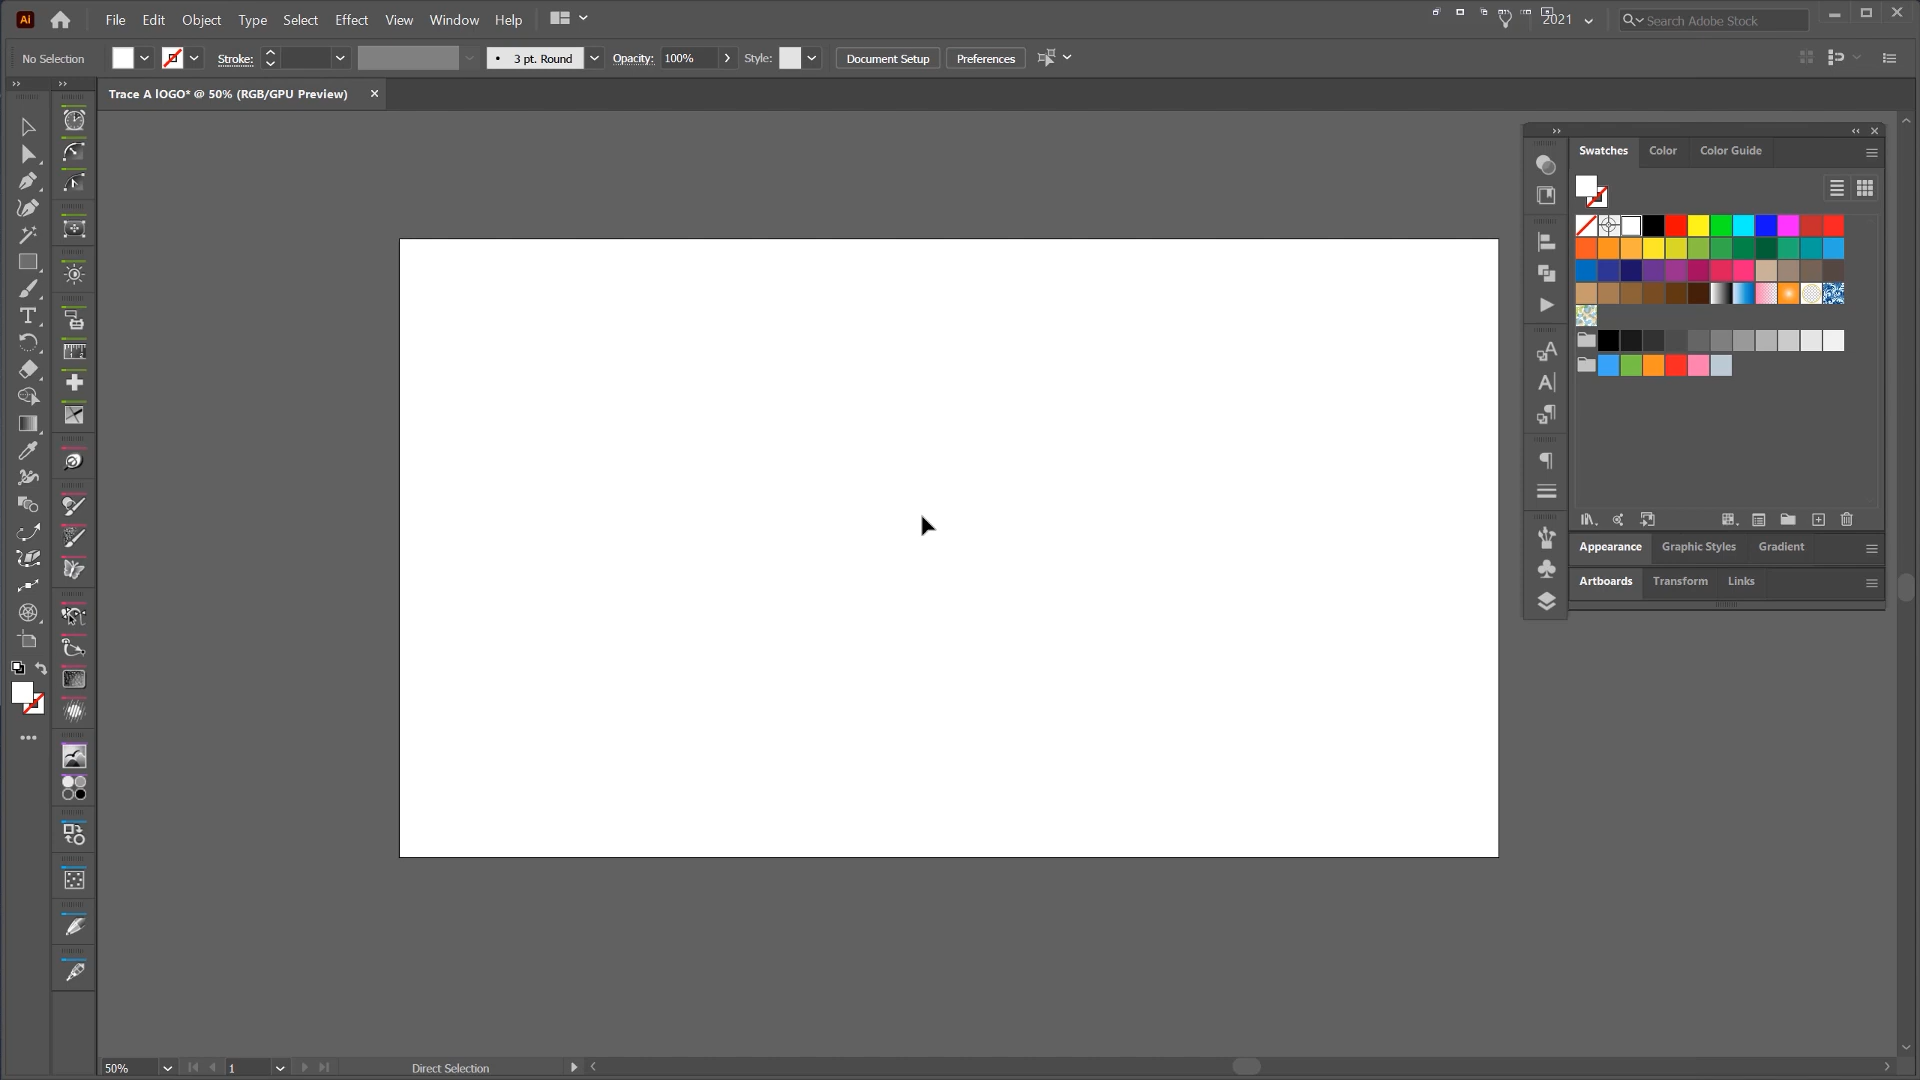 Ai File Edit Object Type Select Effect View Window Help 2021 Search Adobe Stock
No Selection Stroke: 3 pt. Round Opacity: 100% Style: Document Setup Preferences
Trace A lOGO* @ 50% (RGB/GPU Preview)
Swatches Color Color Guide
Appearance Graphic Styles Gradient
Artboards Transform Links
50% 1 Direct Selection